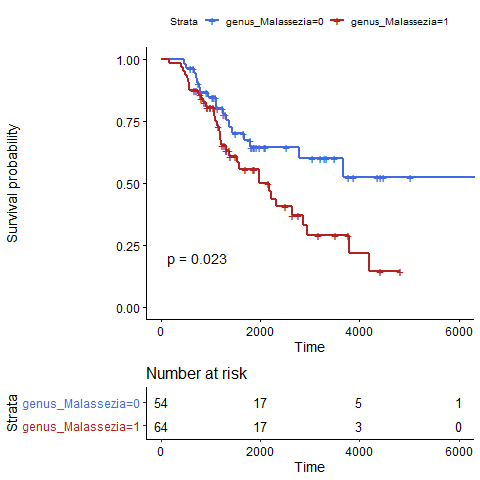 Strata genus_Malassezia=0 genus_Malassezia=1
Survival probability
1.00
0.75
0.50
0.25
0.00
p = 0.023
0 2000 4000 6000
Time
Number at risk
Strata
genus_Malassezia=0 54 17 5 1
genus_Malassezia=1 64 17 3 0
0 2000 4000 6000
Time